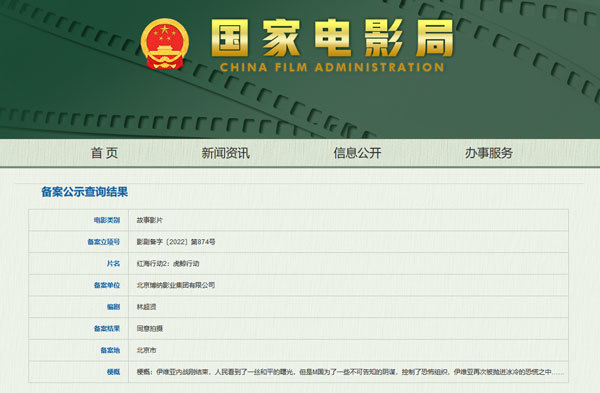 国家电影局
CHINA FILM ADMINISTRATION
首 页 新闻资讯 信息公开 办事服务
备案公示查询结果
电影类别 故事影片
备案立项号 影剧备字〔2022〕第874号
片名 红海行动2：虎鲸行动
备案单位 北京博纳影业集团有限公司
编剧 林超贤
备案结果 同意拍摄
备案地 北京市
梗概 梗概：伊维亚内战刚结束，人民看到了一丝和平的曙光，但是M国为了一些不可告知的阴谋，控制了恐怖组织，伊维亚再次被抛进冰冷的恐慌之中……